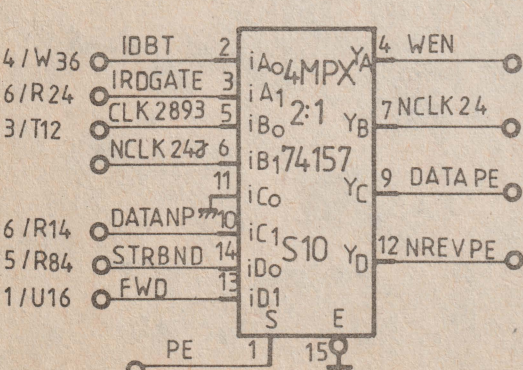 IDBT 2 4 WEN
4/W36 iA0 4MPX YA
IRDGATE 3
6/R24 iA1
CLK2893 5 2:1 7 NCLK24
3/T12 iB0 YB
6 iB1 74157
11 iC0 YC 9 DATAPE
DATANP 10
6/R14 iC1 S10
STRBND 14 12 NREVPE
5/R84 iD0 YD
FWD 13
1/U16 iD1
S E
PE 1 15